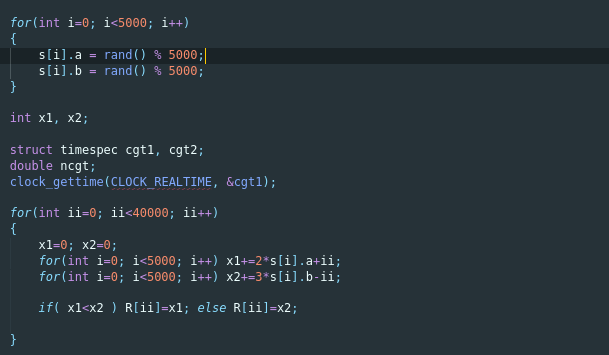 for(int i=0; i<5000; i++)
{
    s[i].a = rand() % 5000;
    s[i].b = rand() % 5000;
}
int x1, x2;
struct timespec cgt1, cgt2;
double ncgt;
clock_gettime(CLOCK_REALTIME, &cgt1);
for(int ii=0; ii<40000; ii++)
{
    x1=0; x2=0;
    for(int i=0; i<5000; i++) x1+=2*s[i].a+ii;
    for(int i=0; i<5000; i++) x2+=3*s[i].b-ii;
    if( x1<x2 ) R[ii]=x1; else R[ii]=x2;
}